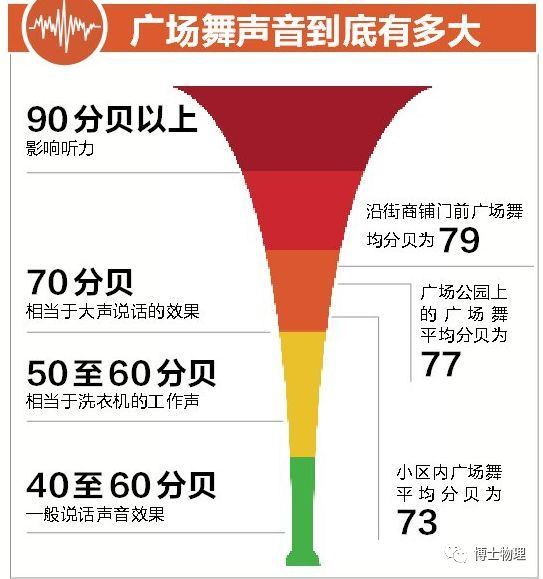 广场舞声音到底有多大
90分贝以上
影响听力
沿街商铺门前广场舞
均分贝为79
70分贝
相当于大声说话的效果
广场公园上
的广场舞
平均分贝为
77
50至60分贝
相当于洗衣机的工作声
40至60分贝
一般说话声音效果
小区内广场舞
平均分贝为
73
博士物理